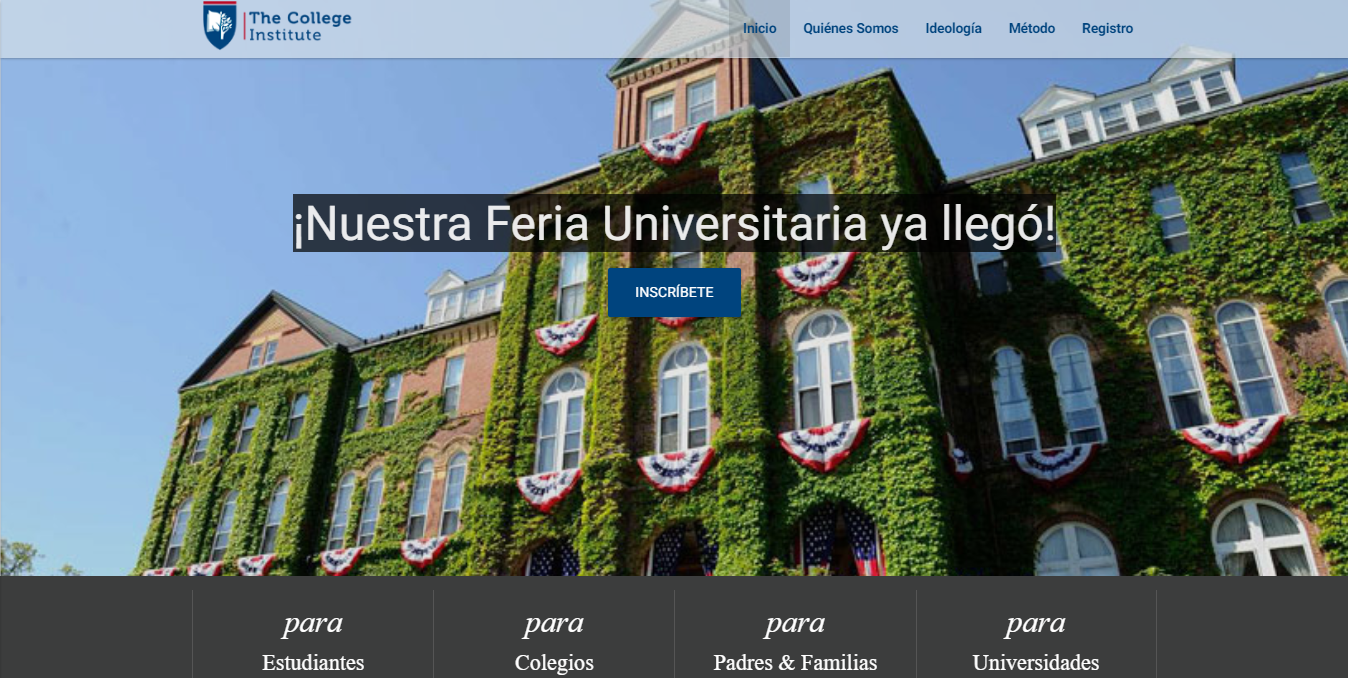 The College
Institute
Inicio
Quiénes Somos
Ideología
Método
Registro
¡Nuestra Feria Universitaria ya llegó!
INSCRÍBETE
para
Estudiantes
para
Colegios
para
Padres & Familias
para
Universidades